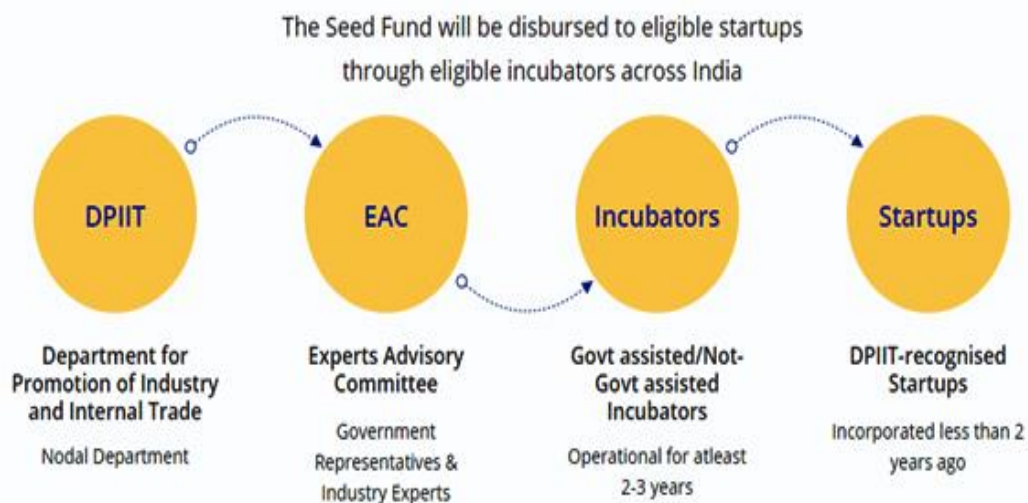 The Seed Fund will be disbursed to eligible startups
through eligible incubators across India
DPIIT
EAC
Incubators
Startups
Department for
Promotion of Industry
and Internal Trade
Nodal Department
Experts Advisory
Committee
Government
Representatives &
Industry Experts
Govt assisted/Not-
Govt assisted
Incubators
Operational for atleast
2-3 years
DPIIT-recognised
Startups
Incorporated less than 2
years ago